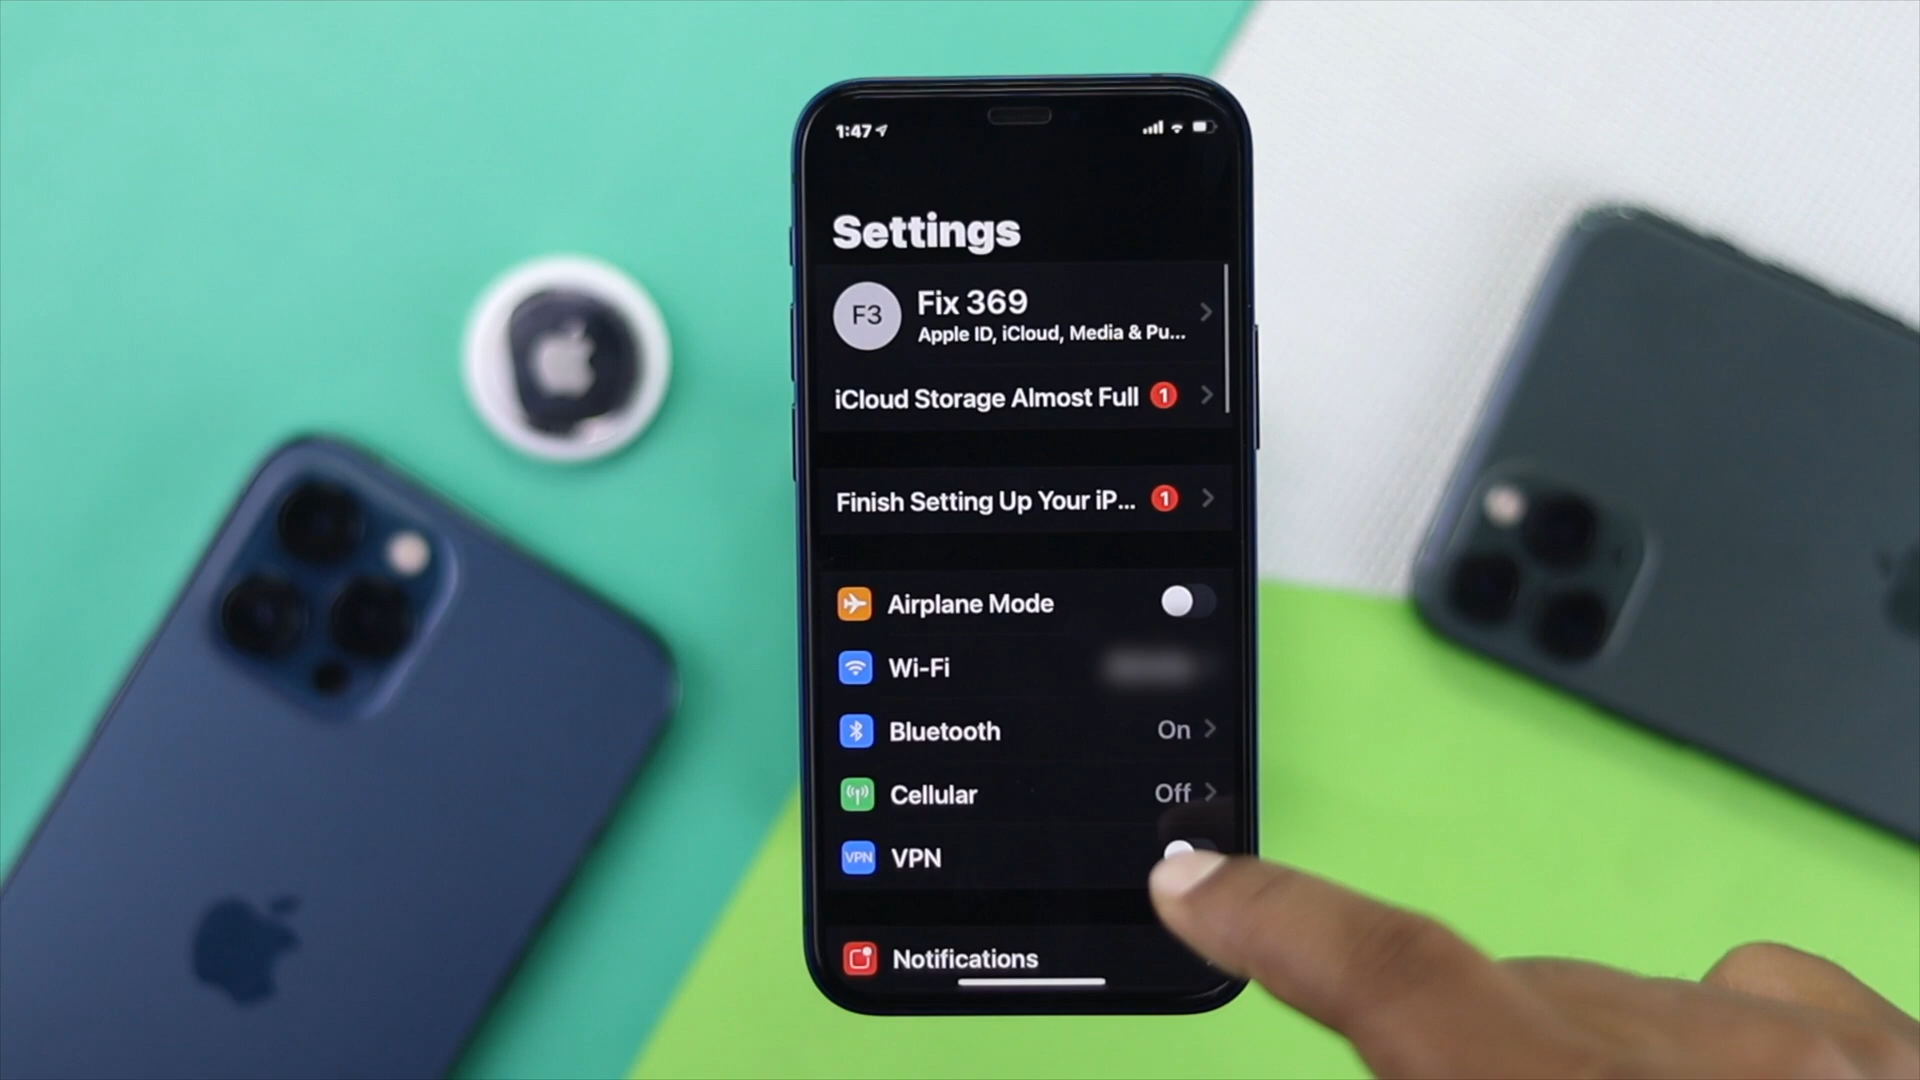 1:47
Settings
F3
Fix 369
Apple ID, iCloud, Media & Pu...
iCloud Storage Almost Full 1
Finish Setting Up Your iP... 1
Airplane Mode
Wi-Fi
Bluetooth On
Cellular Off
VPN VPN
Notifications